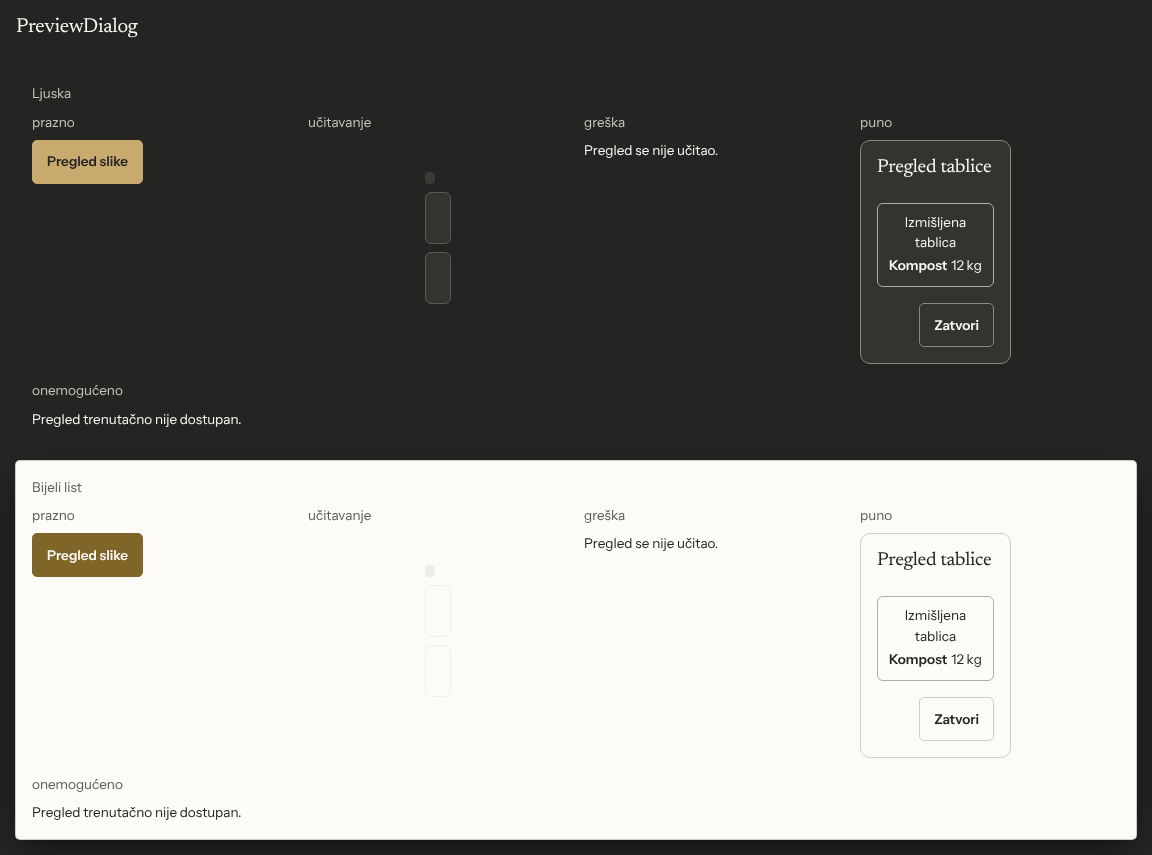 PreviewDialog
Ljuska
prazno
Pregled slike
učitavanje
greška
Pregled se nije učitao.
puno
Pregled tablice
Izmišljena
tablica
Kompost 12 kg
Zatvori
onemogućeno
Pregled trenutačno nije dostupan.
Bijeli list
prazno
Pregled slike
učitavanje
greška
Pregled se nije učitao.
puno
Pregled tablice
Izmišljena
tablica
Kompost 12 kg
Zatvori
onemogućeno
Pregled trenutačno nije dostupan.